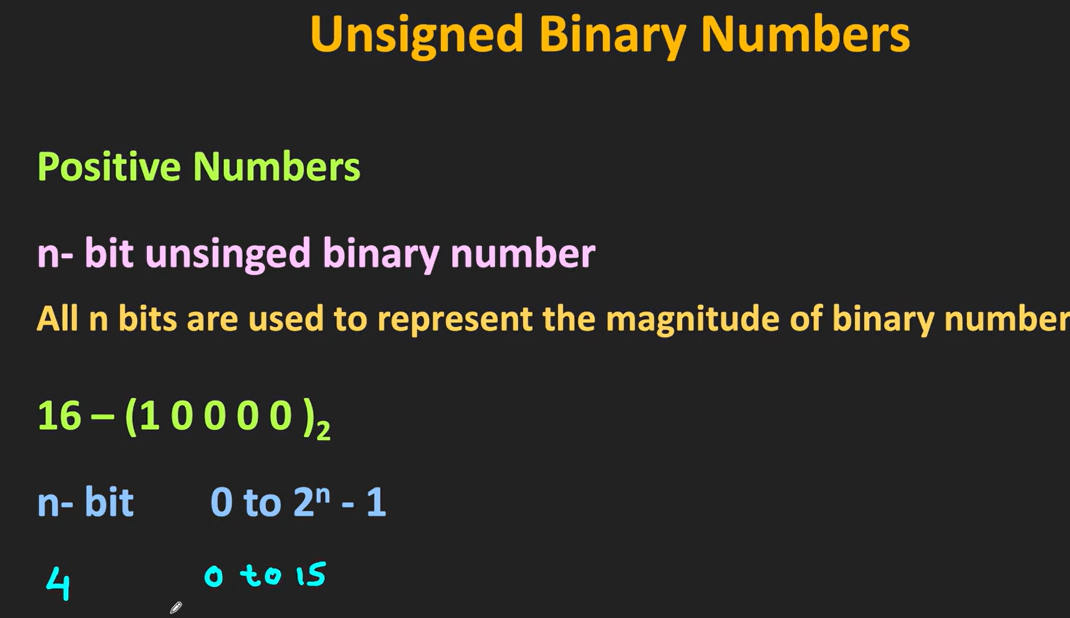 Unsigned Binary Numbers
Positive Numbers
n- bit unsinged binary number
All n bits are used to represent the magnitude of binary number
16 – (1 0 0 0 0 )₂
n- bit 0 to 2ⁿ - 1
4 0 to 15